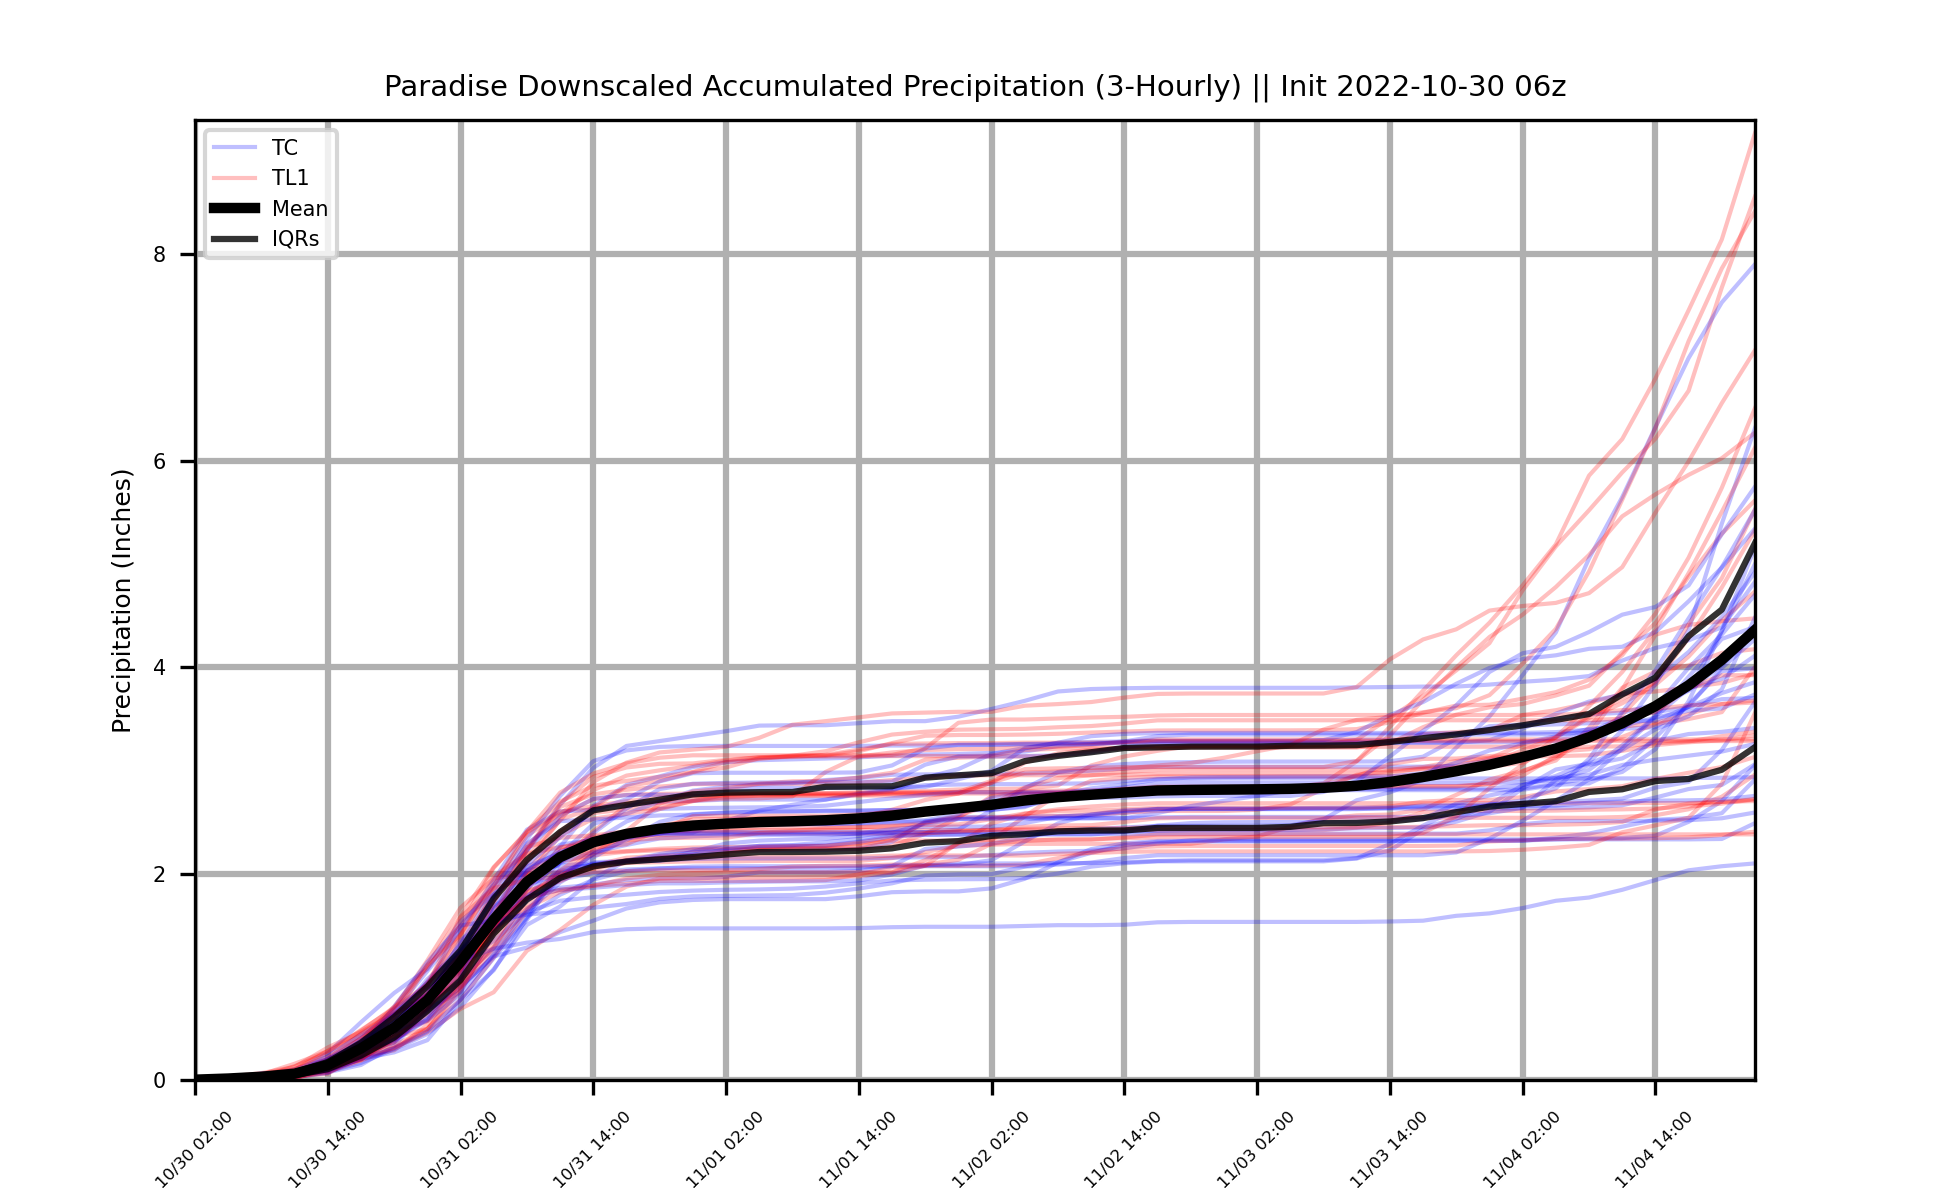 Paradise Downscaled Accumulated Precipitation (3-Hourly) || Init 2022-10-30 06z
TC
TL1
Mean
IQRs
Precipitation (Inches)
8
6
4
2
0
10/30 02:00
10/30 14:00
10/31 02:00
10/31 14:00
11/01 02:00
11/01 14:00
11/02 02:00
11/02 14:00
11/03 02:00
11/03 14:00
11/04 02:00
11/04 14:00